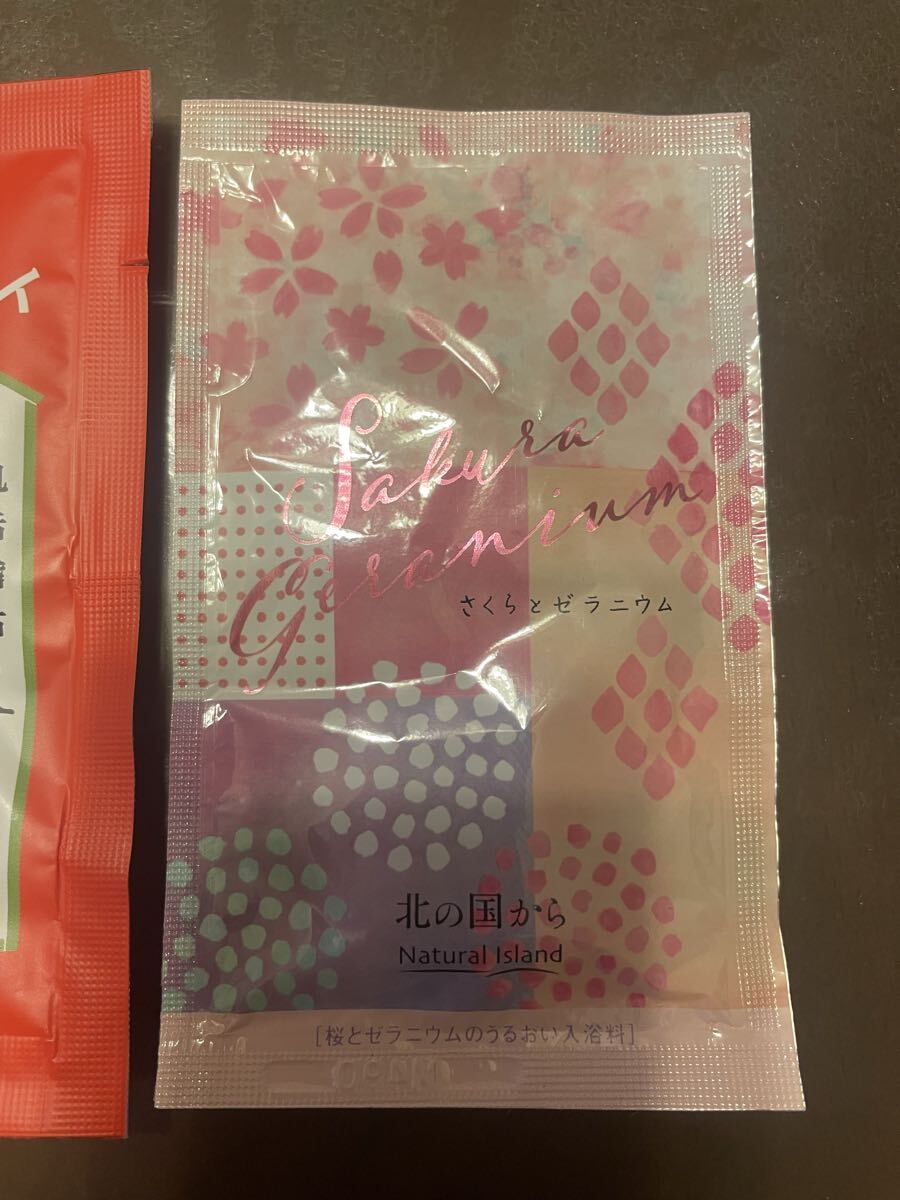 Sakura
Geranium
さくらとゼラニウム
北の国から
Natural Island
[桜とゼラニウムのうるおい入浴料]